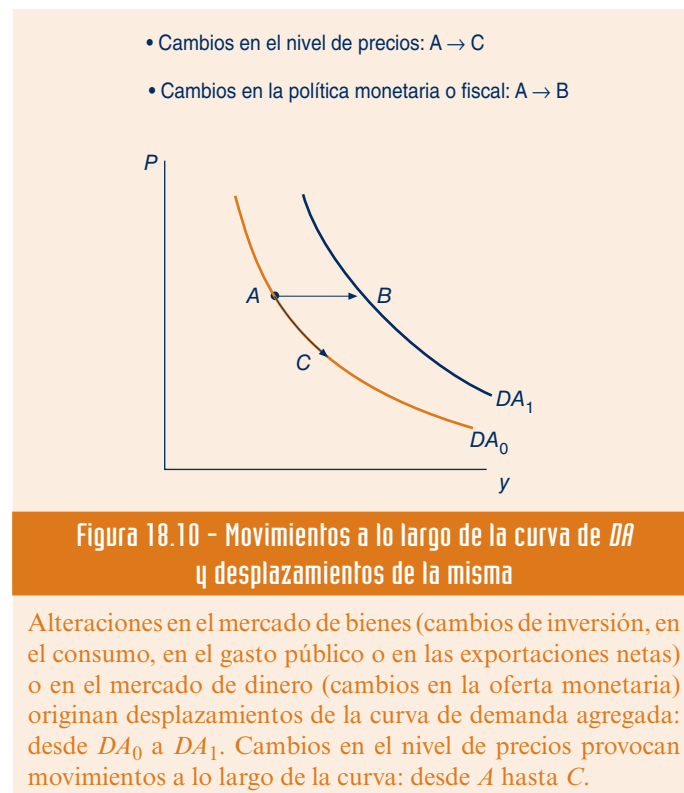 • Cambios en el nivel de precios: A → C
• Cambios en la política monetaria o fiscal: A → B
P
A
B
C
DA₁
DA₀
y
Figura 18.10 - Movimientos a lo largo de la curva de DA
y desplazamientos de la misma
Alteraciones en el mercado de bienes (cambios de inversión, en
el consumo, en el gasto público o en las exportaciones netas)
o en el mercado de dinero (cambios en la oferta monetaria)
originan desplazamientos de la curva de demanda agregada:
desde DA₀ a DA₁. Cambios en el nivel de precios provocan
movimientos a lo largo de la curva: desde A hasta C.